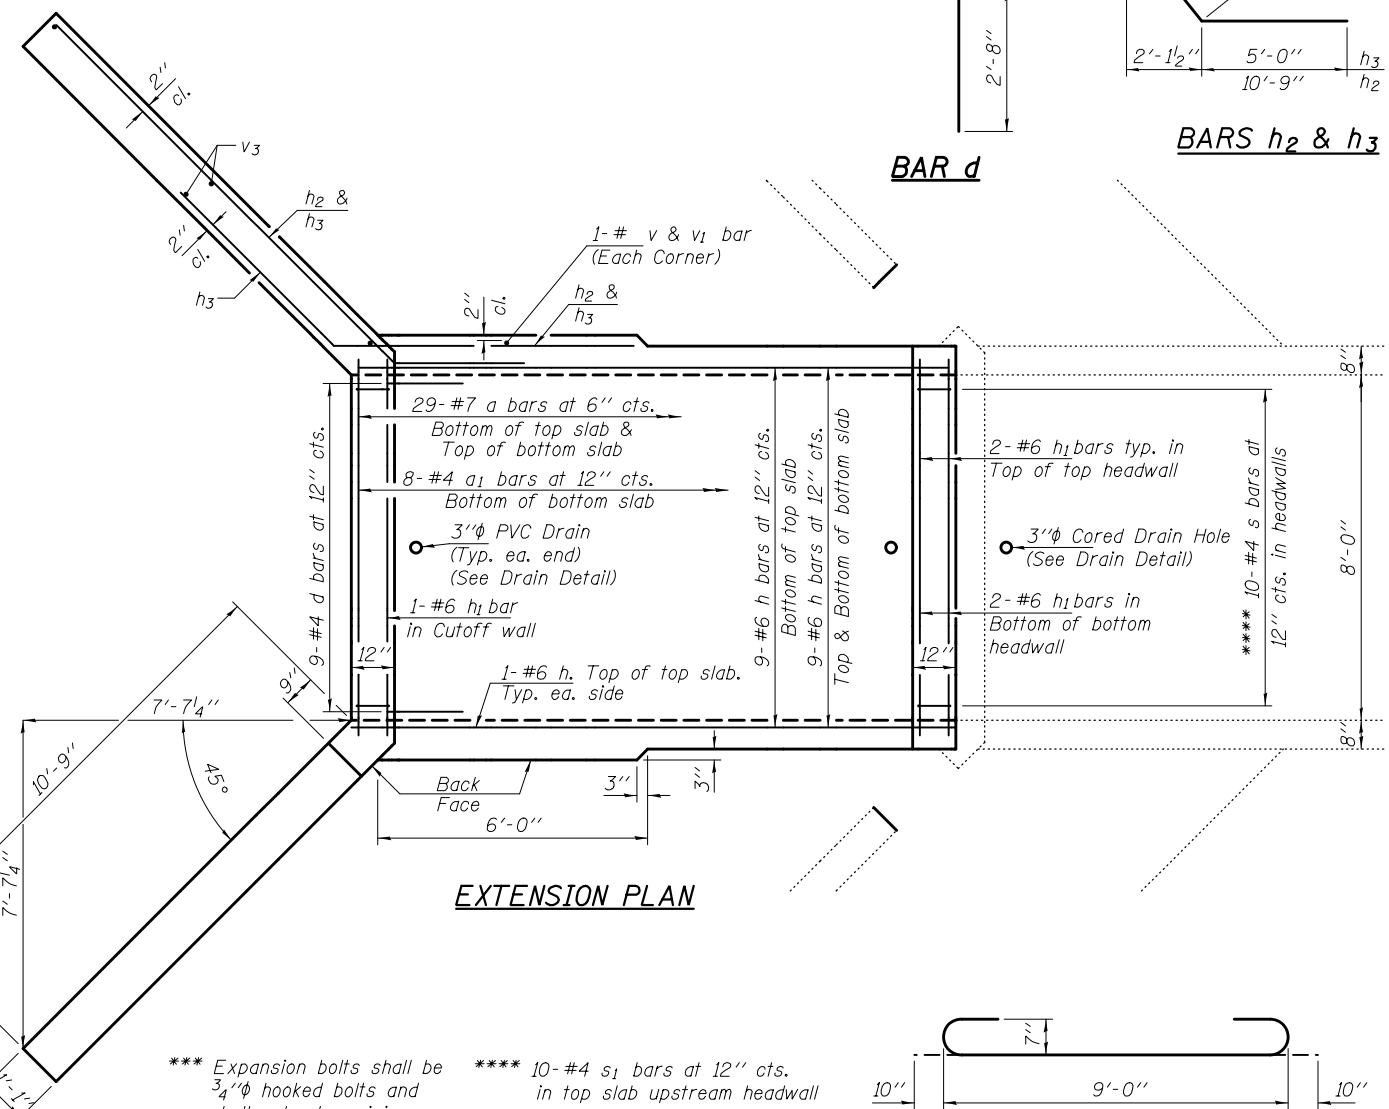 2'-8"
2'-1½"
5'-0"
h3
10'-9"
h2
BARS h2 & h3
BAR d
2"
cl.
v3
h2 &
h3
2"
cl.
h3
1-# v & v1 bar
(Each Corner)
2"
cl.
h2 &
h3
8"
29-#7 a bars at 6" cts.
Bottom of top slab &
Top of bottom slab
8-#4 a1 bars at 12" cts.
Bottom of bottom slab
9-#4 d bars at 12" cts.
3"ϕ PVC Drain
(Typ. ea. end)
(See Drain Detail)
1-#6 h1 bar
in Cutoff wall
9-#6 h bars at 12" cts.
Bottom of top slab
9-#6 h bars at 12" cts.
Top & Bottom of bottom slab
2-#6 h1 bars typ. in
Top of top headwall
3"ϕ Cored Drain Hole
(See Drain Detail)
2-#6 h1 bars in
Bottom of bottom
headwall
**** 10-#4 s bars at
12" cts. in headwalls
8'-0"
12"
12"
1-#6 h. Top of top slab.
Typ. ea. side
9"
7'-7¼"
10'-9"
45°
7'-7¼"
8"
Back
Face
3"
3"
6'-0"
EXTENSION PLAN
1'-1"
*** Expansion bolts shall be
¾"ϕ hooked bolts and
**** 10-#4 s1 bars at 12" cts.
in top slab upstream headwall
7"
10"
9'-0"
10"